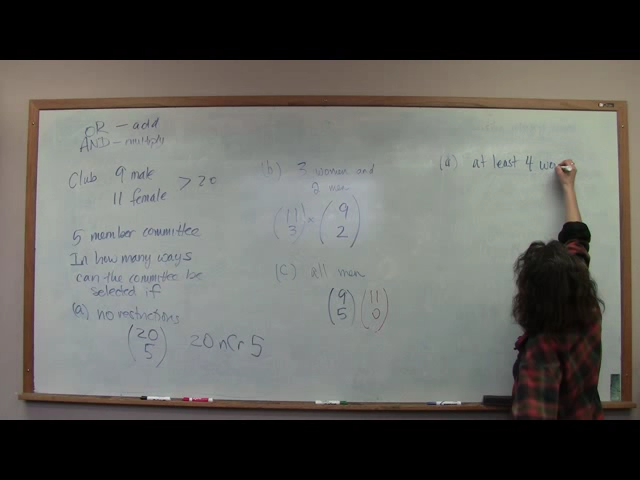 OR - add
AND - multiply
Club 9 male
11 female
> 20
5 member committee
In how many ways
can the committee be
selected if
(a) no restrictions
(20 5) 20 nCr 5
(b) 3 women and
2 men
(11 3) × (9 2)
(c) all men
(9 5) (11 0)
(d) at least 4 wo